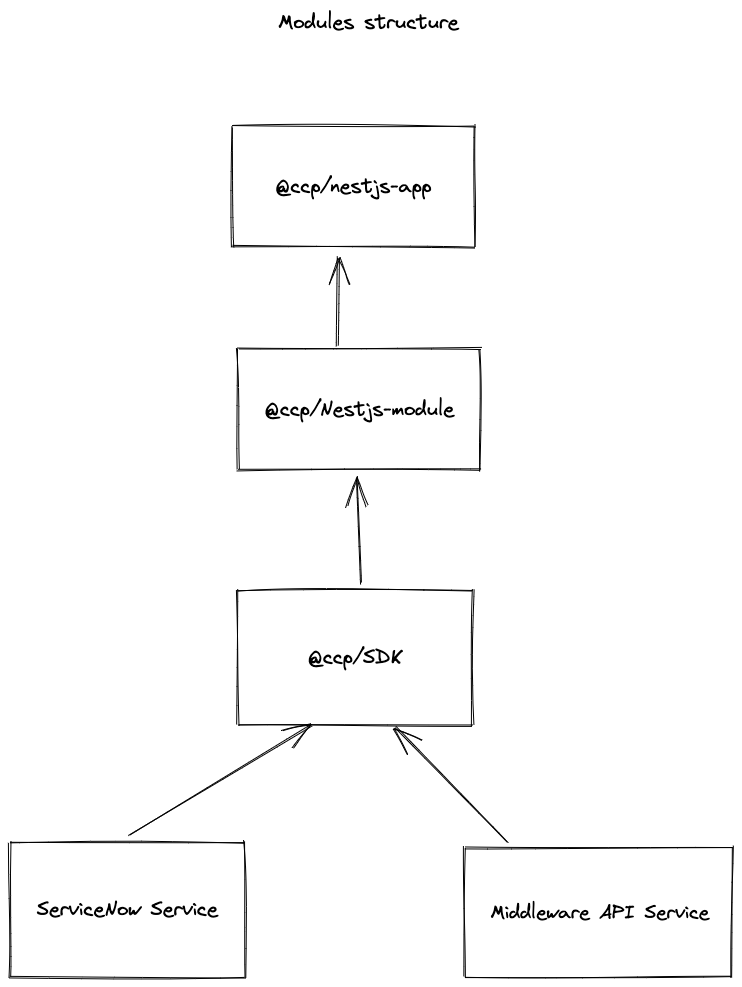 Modules structure
@ccp/nestjs-app
@ccp/Nestjs-module
@ccp/SDK
ServiceNow Service
Middleware API Service